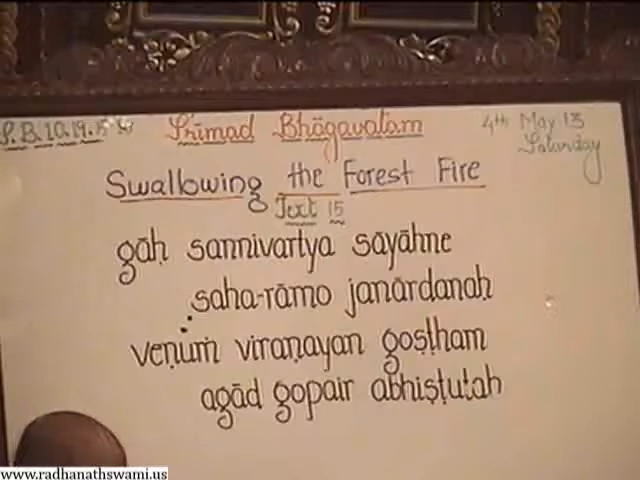 S.B. 10.19.15
Śrīmad Bhāgavatam
4th May 13
Saturday
Swallowing the Forest Fire
Text 15
gāḥ sannivartya sāyāhne
saha-rāmo janārdanaḥ
veṇuṁ viraṇayan goṣṭham
agād gopair abhiṣṭutaḥ
www.radhanathswami.us